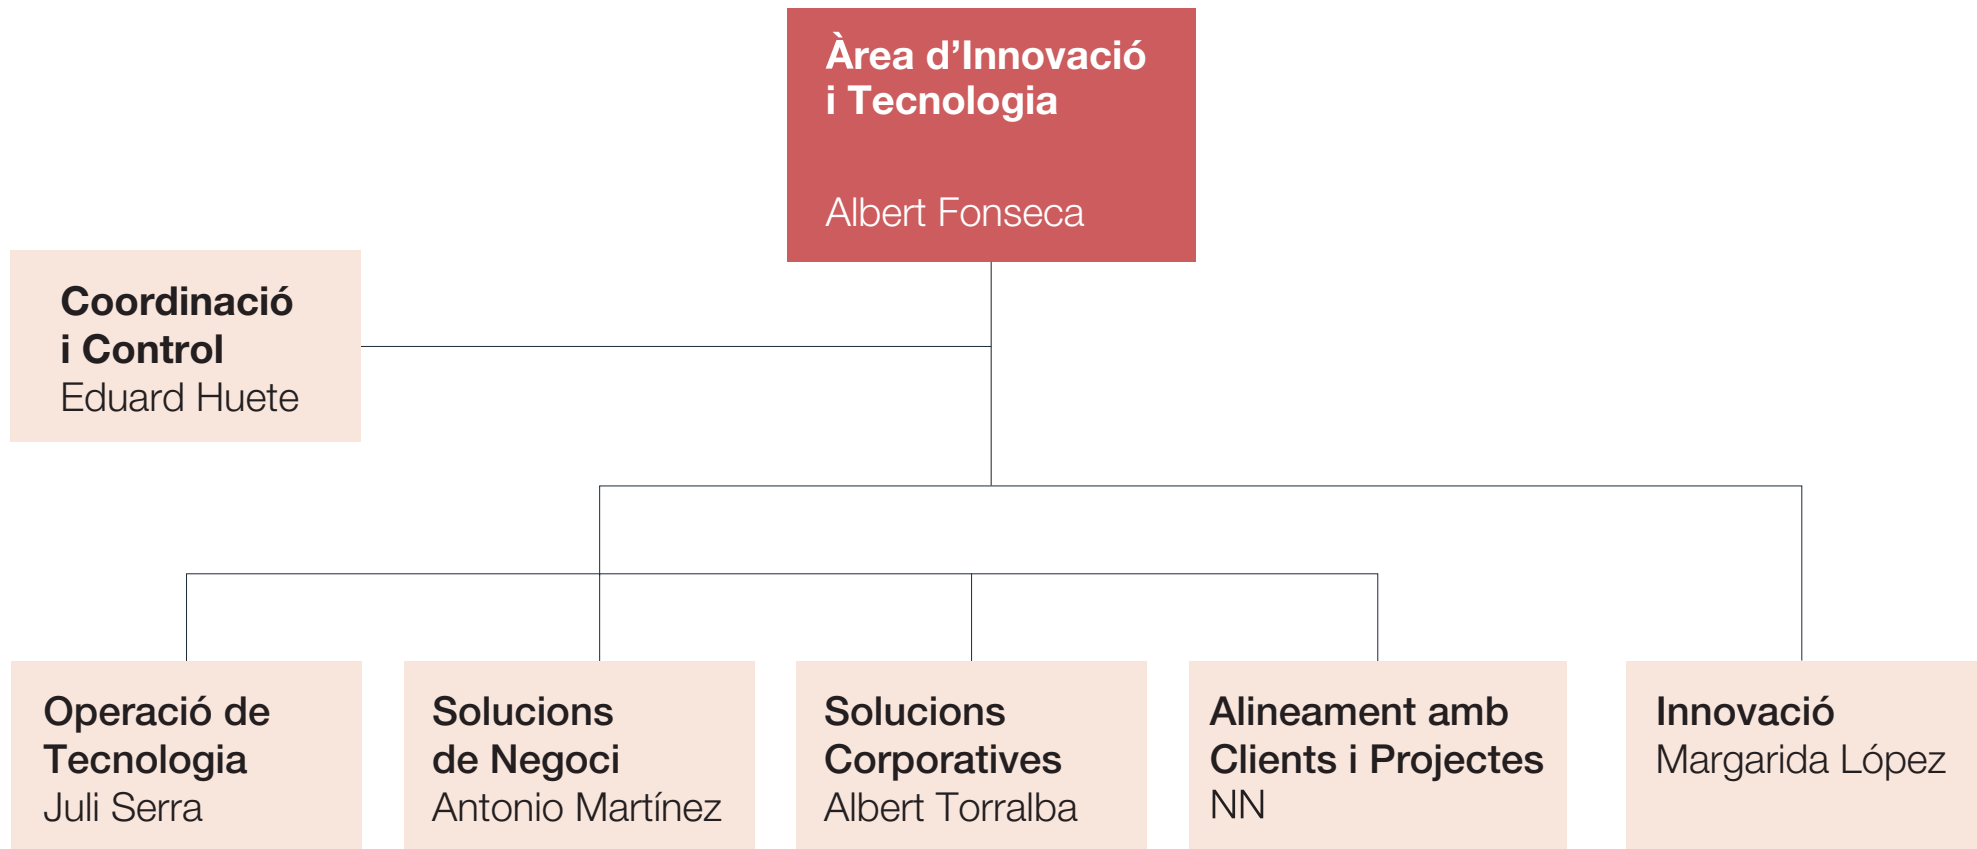 Àrea d’Innovació
i Tecnologia
Albert Fonseca
Coordinació
i Control
Eduard Huete
Operació de
Tecnologia
Juli Serra
Solucions
de Negoci
Antonio Martínez
Solucions
Corporatives
Albert Torralba
Alineament amb
Clients i Projectes
NN
Innovació
Margarida López